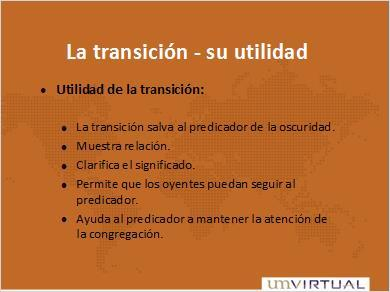 La transición - su utilidad
Utilidad de la transición:
La transición salva al predicador de la oscuridad.
Muestra relación.
Clarifica el significado.
Permite que los oyentes puedan seguir al
predicador.
Ayuda al predicador a mantener la atención de
la congregación.
umVIRTUAL